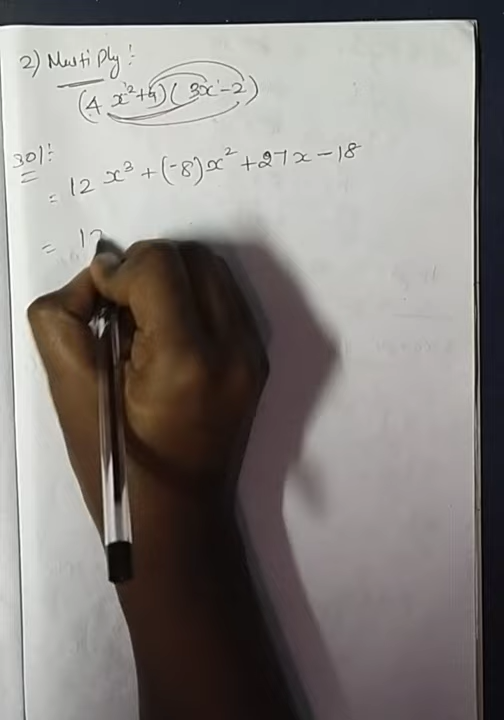 2) Multiply!
(4x²+9)(3x-2)
Sol:
= 12x³+(-8)x²+27x-18
= 12